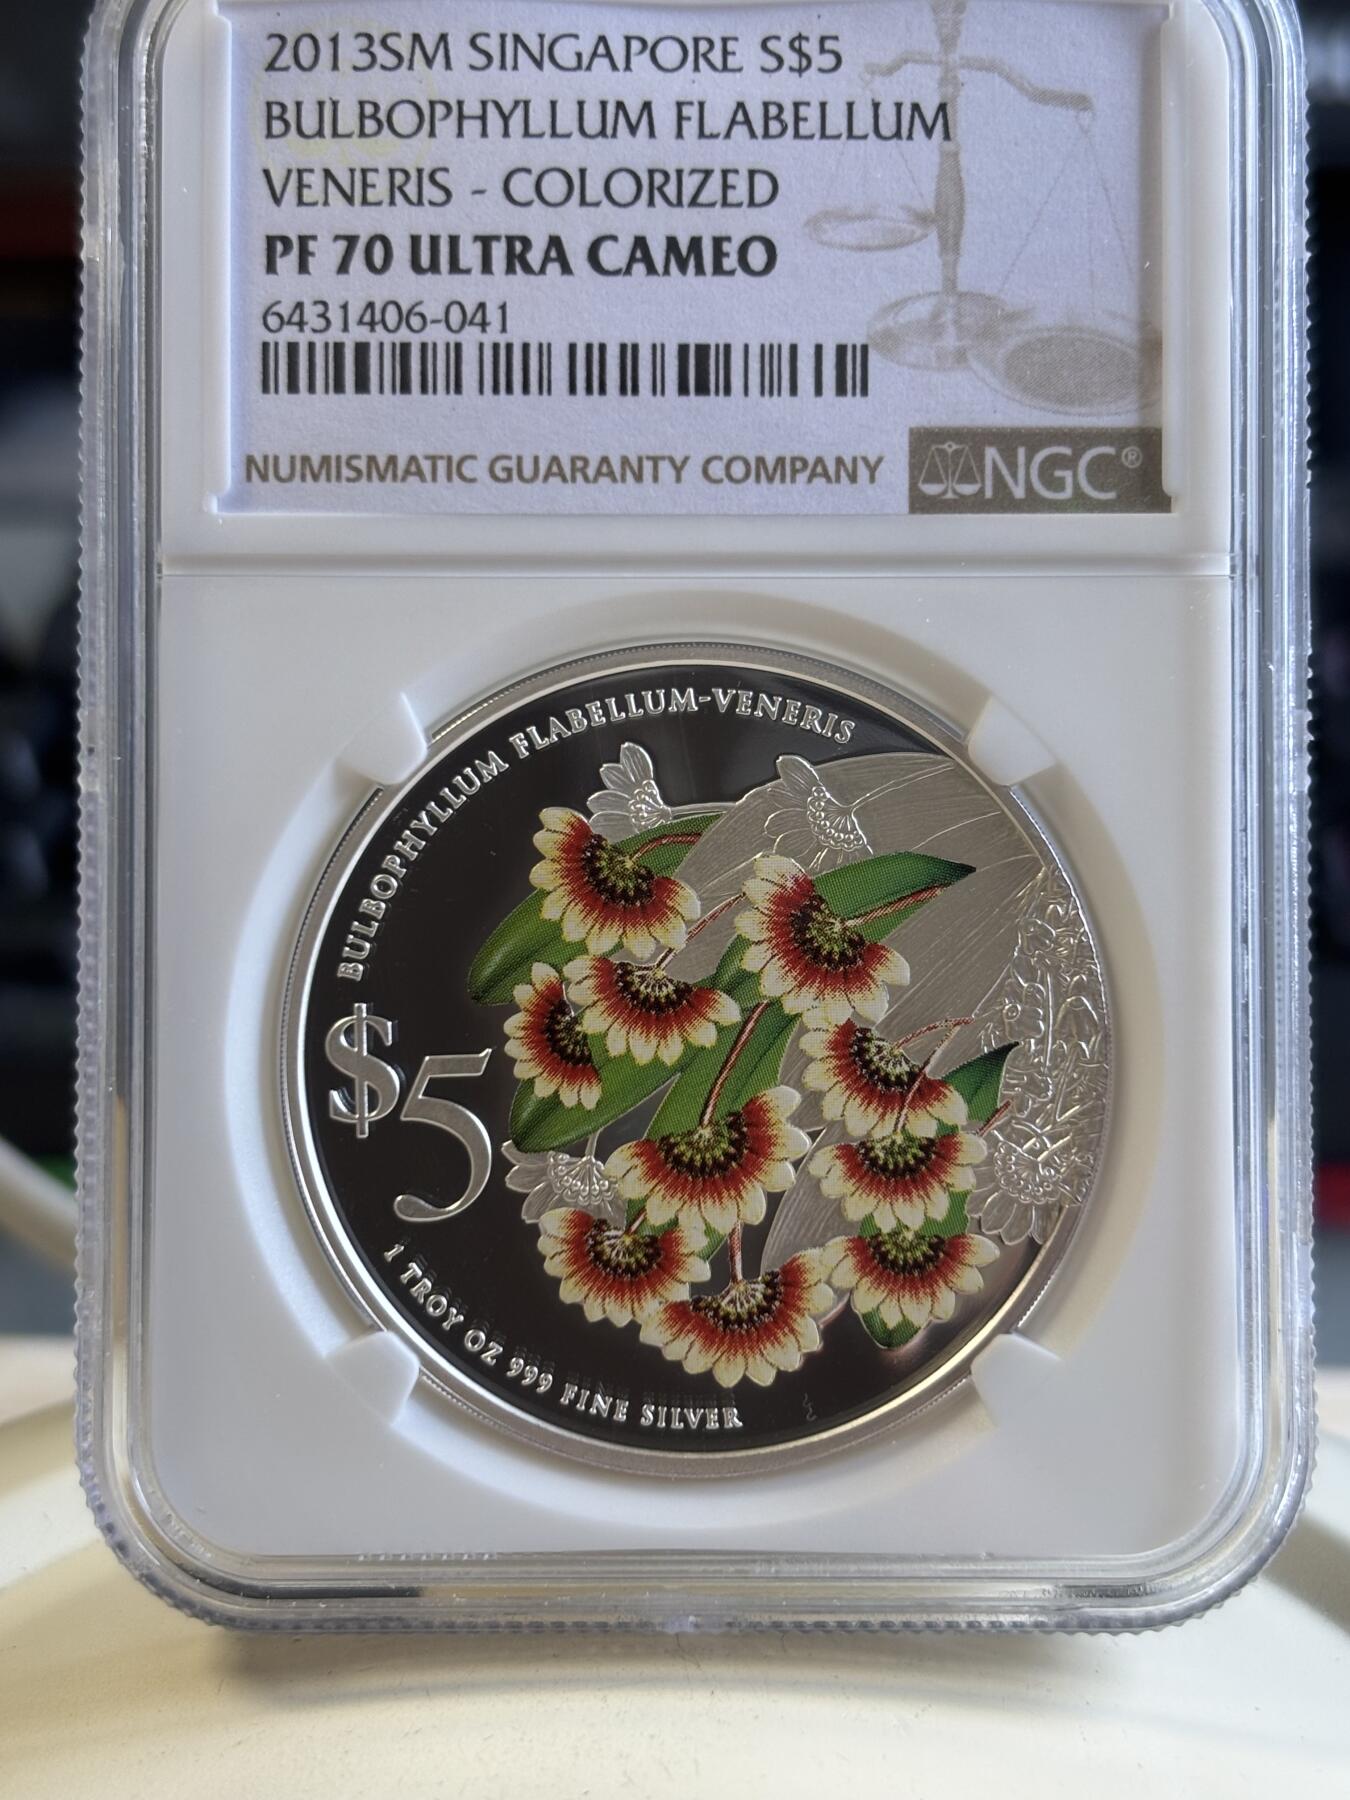 2013SM SINGAPORE S$5
BULBOPHYLLUM FLABELLUM
VENERIS - COLORIZED
PF 70 ULTRA CAMEO
6431406-041
NUMISMATIC GUARANTY COMPANY
NGC®
BULBOPHYLLUM FLABELLUM-VENERIS
$5
1 TROY OZ 999 FINE SILVER